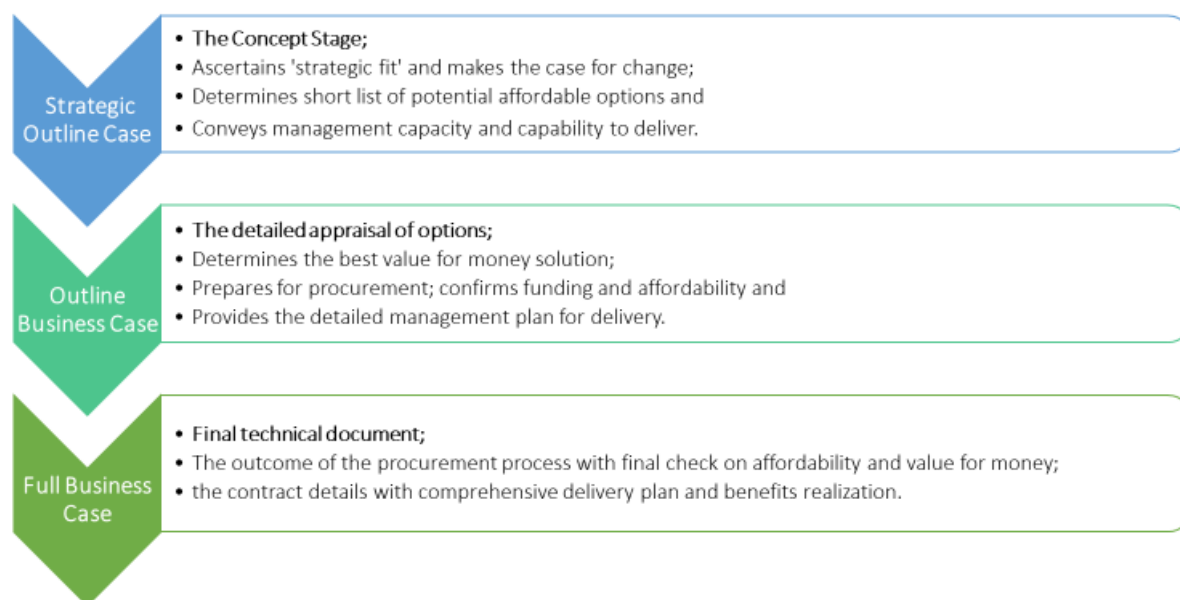 Strategic
Outline Case
• The Concept Stage;
• Ascertains 'strategic fit' and makes the case for change;
• Determines short list of potential affordable options and
• Conveys management capacity and capability to deliver.
Outline
Business Case
• The detailed appraisal of options;
• Determines the best value for money solution;
• Prepares for procurement; confirms funding and affordability and
• Provides the detailed management plan for delivery.
Full Business
Case
• Final technical document;
• The outcome of the procurement process with final check on affordability and value for money;
• the contract details with comprehensive delivery plan and benefits realization.